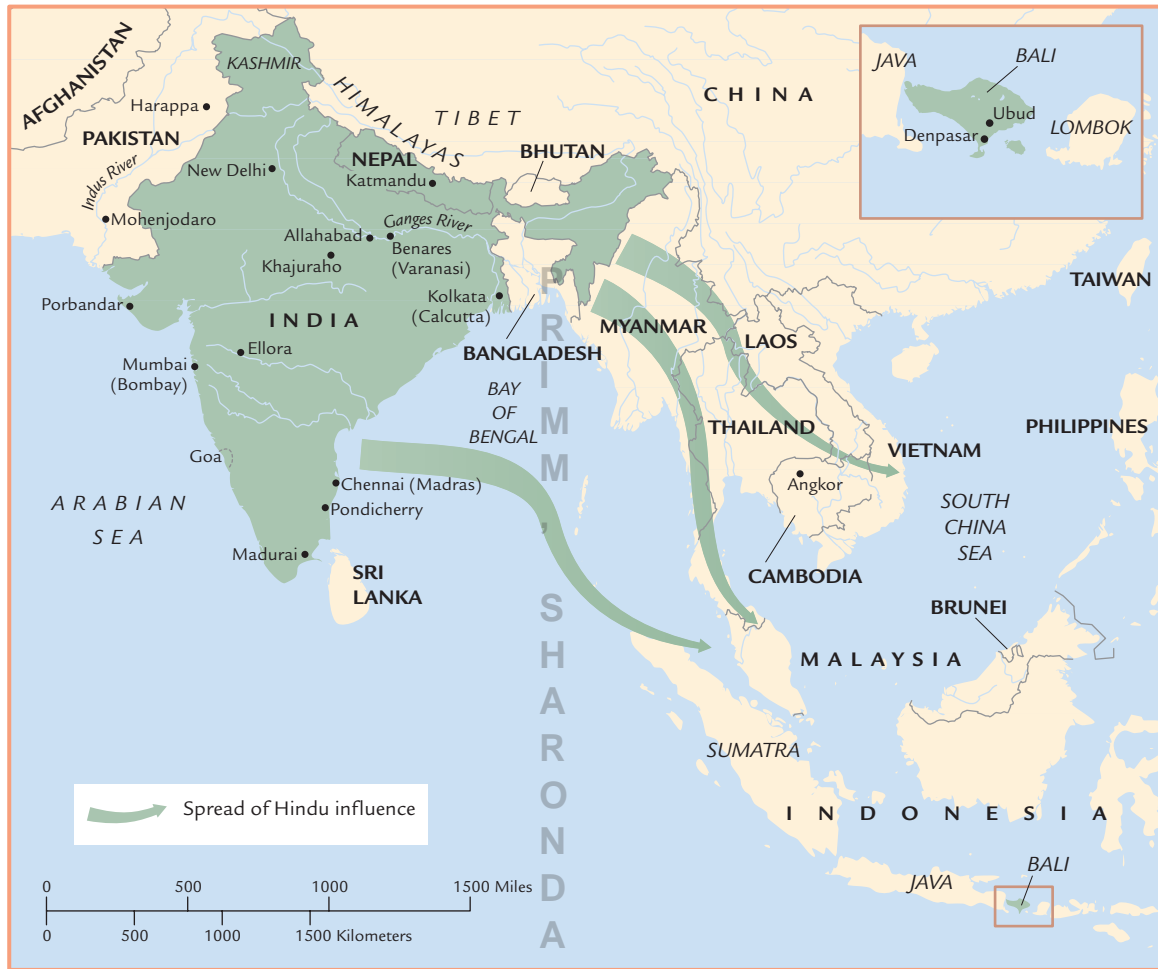 AFGHANISTAN
KASHMIR
Harappa
PAKISTAN
Indus River
Mohenjodaro
HIMALAYAS
TIBET
CHINA
New Delhi
NEPAL
Katmandu
BHUTAN
Ganges River
Allahabad
Benares
(Varanasi)
Khajuraho
Porbandar
Kolkata
(Calcutta)
INDIA
Ellora
Mumbai
(Bombay)
BANGLADESH
MYANMAR
LAOS
TAIWAN
BAY
OF
BENGAL
THAILAND
VIETNAM
PHILIPPINES
Goa
ARABIAN
SEA
Chennai (Madras)
Pondicherry
Madurai
SRI
LANKA
Angkor
CAMBODIA
SOUTH
CHINA
SEA
BRUNEI
MALAYSIA
SUMATRA
INDONESIA
JAVA
BALI
JAVA
BALI
Ubud
Denpasar
LOMBOK
Spread of Hindu influence
0 500 1000 1500 Miles
0 500 1000 1500 Kilometers
PRIMM, SHARONDA